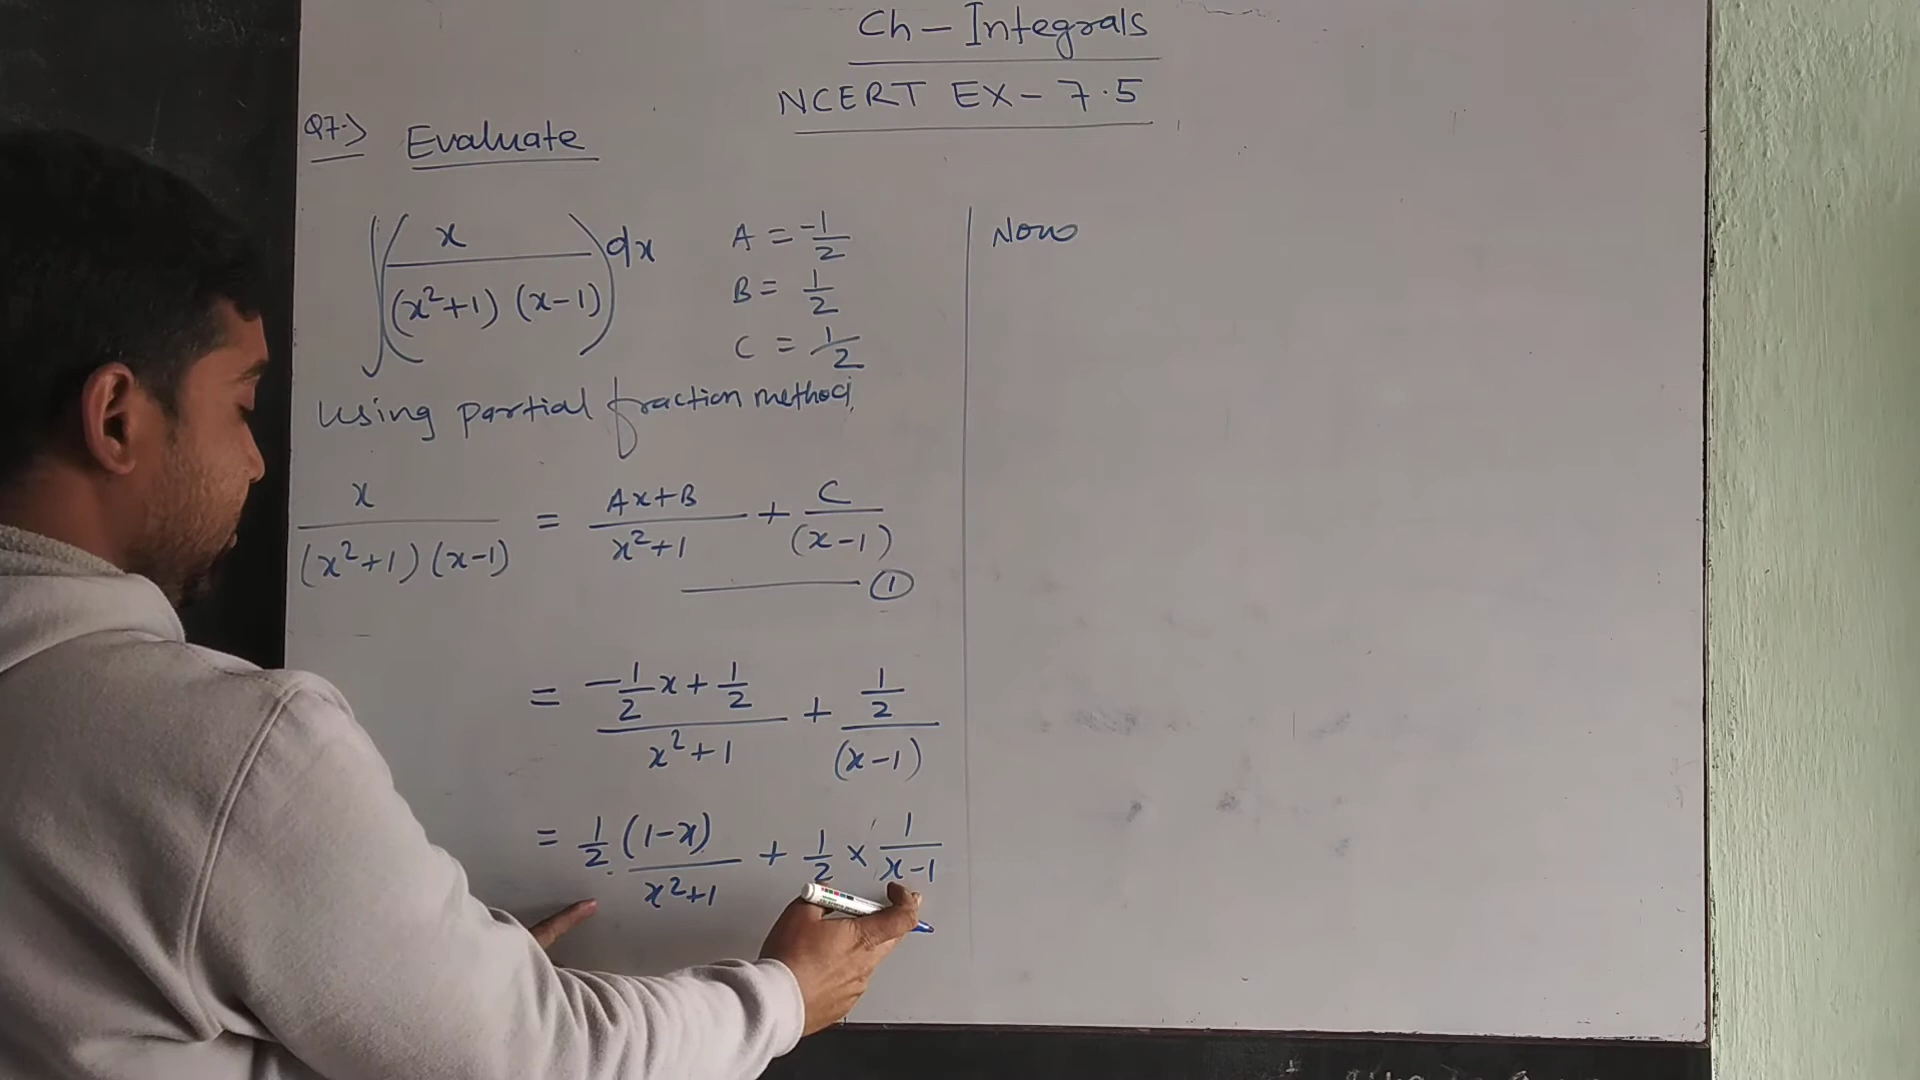 Ch - Integrals
NCERT EX - 7.5
Q7.)
Evaluate
∫(x/((x²+1)(x-1)))dx
A = -1/2
B = 1/2
C = 1/2
Using partial fraction method,
x/((x²+1)(x-1)) = (Ax+B)/(x²+1) + C/(x-1)
①
= (-1/2 x + 1/2)/(x²+1) + (1/2)/(x-1)
= 1/2 (1-x)/(x²+1) + 1/2 × 1/(x-1)
Now